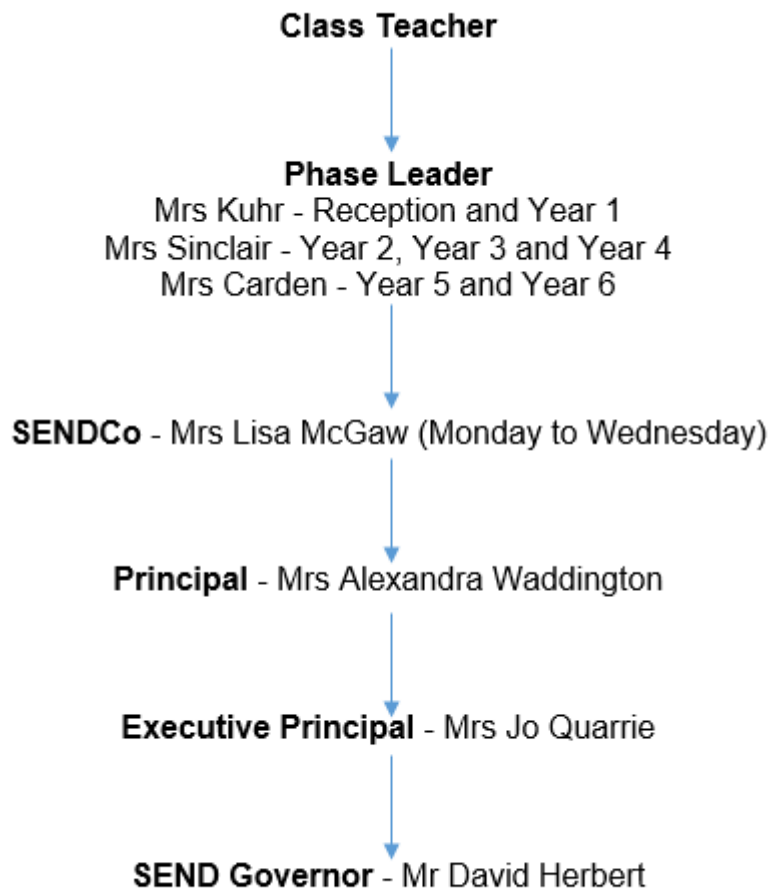 Class Teacher
Phase Leader
Mrs Kuhr - Reception and Year 1
Mrs Sinclair - Year 2, Year 3 and Year 4
Mrs Carden - Year 5 and Year 6
SENDCo - Mrs Lisa McGaw (Monday to Wednesday)
Principal - Mrs Alexandra Waddington
Executive Principal - Mrs Jo Quarrie
SEND Governor - Mr David Herbert